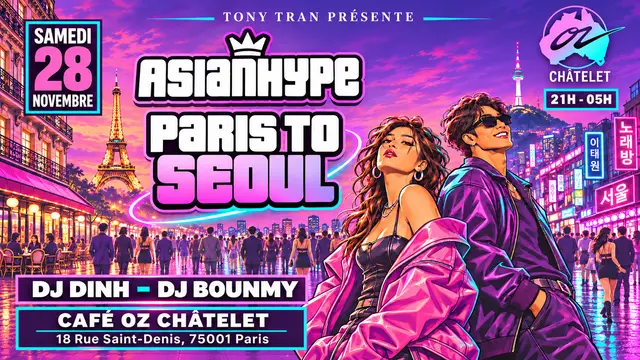 TONY TRAN PRÉSENTE
SAMEDI
28
NOVEMBRE
ASIANHYPE
PARIS TO
SEOUL
OZ
CHÂTELET
21H - 05H
이태원
노래방
서울
DJ DINH - DJ BOUNMY
CAFÉ OZ CHÂTELET
18 Rue Saint-Denis, 75001 Paris